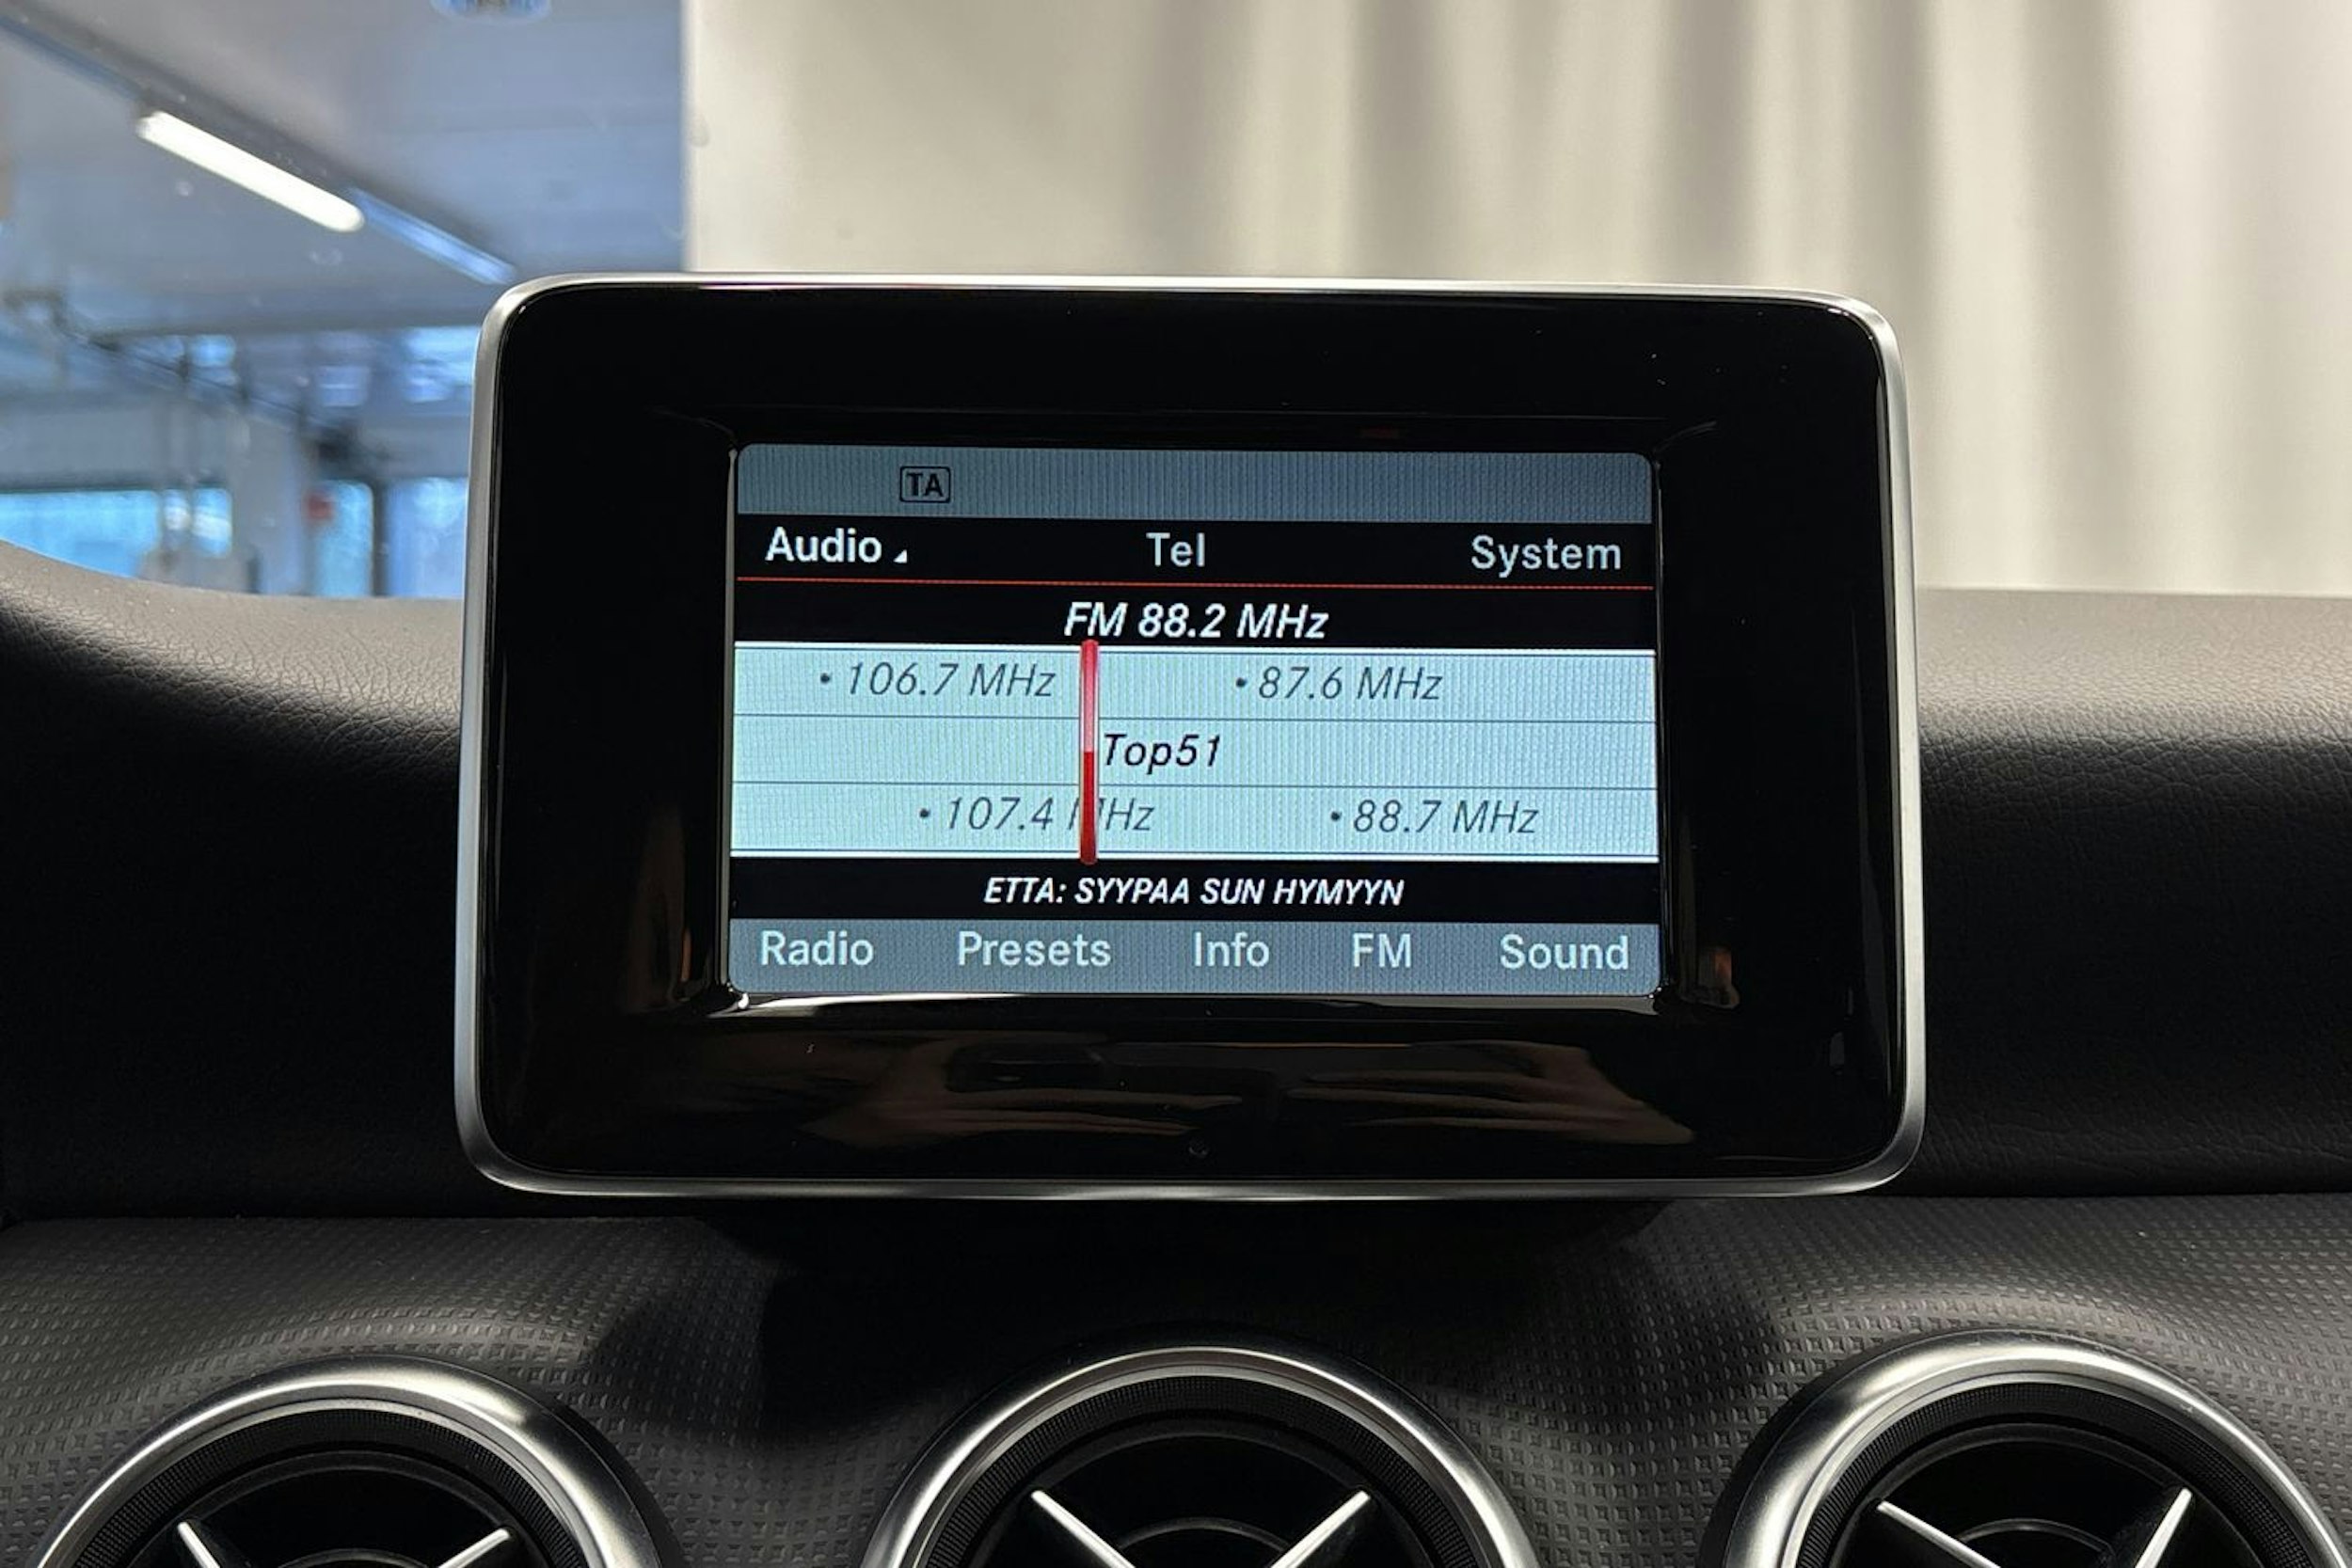 TA
Audio Tel System
FM 88.2 MHz
• 106.7 MHz • 87.6 MHz
Top51
• 107.4 MHz • 88.7 MHz
ETTA: SYYPAA SUN HYMYYN
Radio Presets Info FM Sound